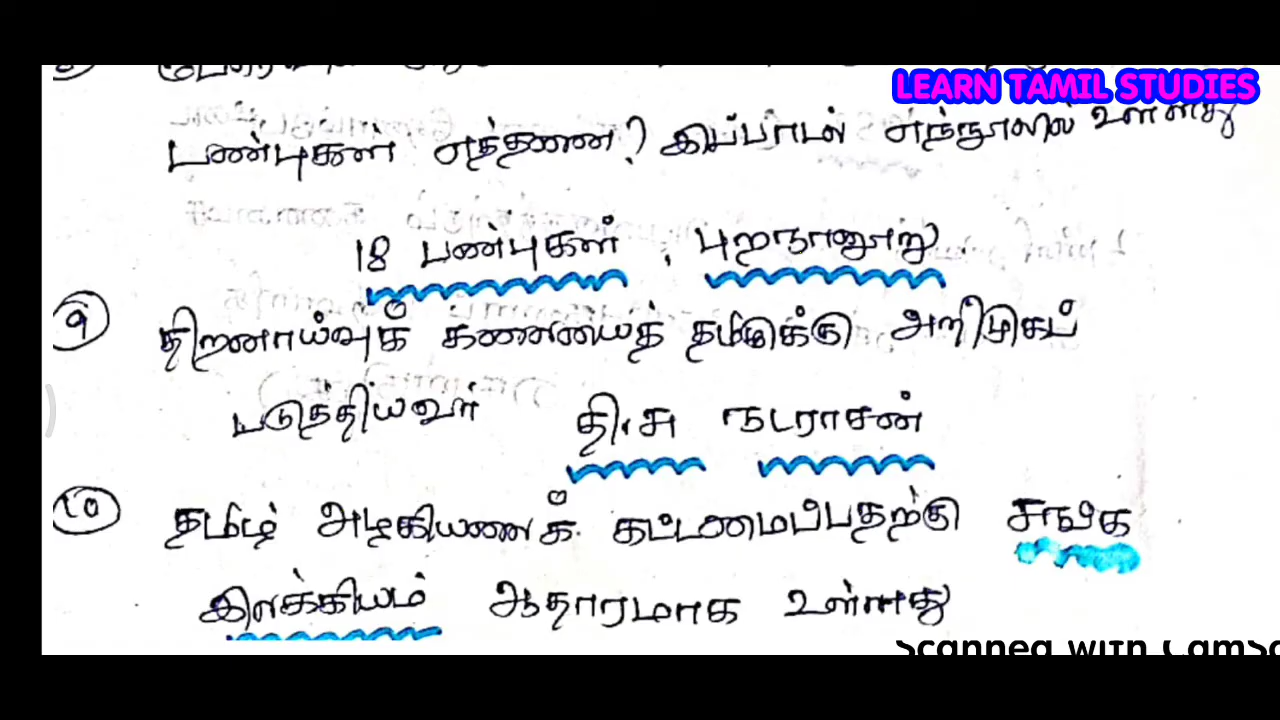 LEARN TAMIL STUDIES
பண்புகள் எத்தனை? இப்பாடல் எந்நூலில் உள்ளது
18 பண்புகள் , புறநானூறு.
9 திறனாய்வுக் கலையைத் தமிழுக்கு அறிமுகப்
படுத்தியவர் தி.சு நடராசன்
10 தமிழ் அழகியலைக் கட்டமைப்பதற்கு சங்க
இலக்கியம் ஆதாரமாக உள்ளது
Scanned with CamSc